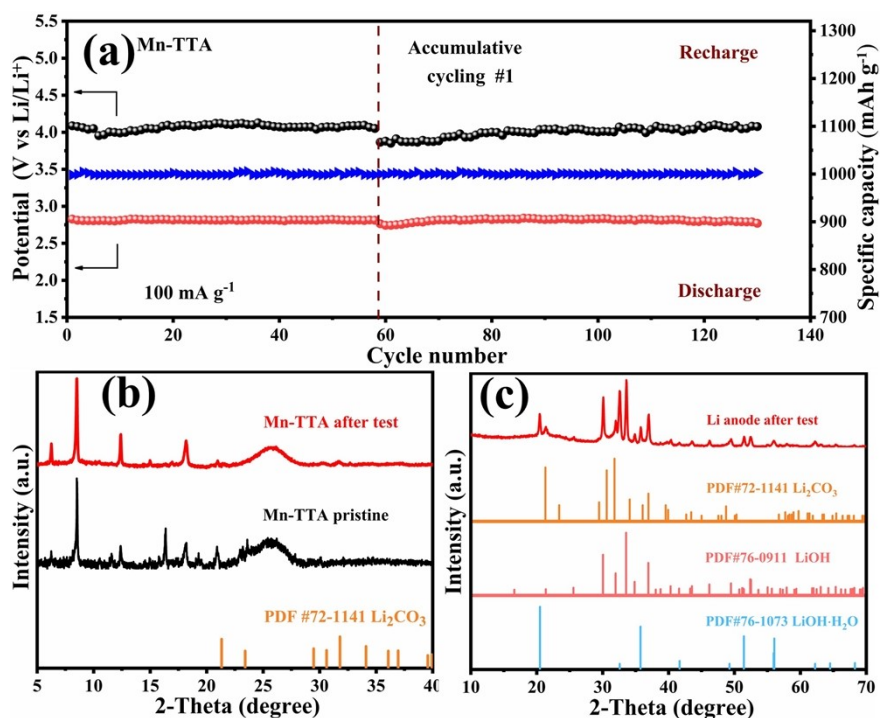 (a)
Mn-TTA
Accumulative
cycling #1
Recharge
Discharge
100 mA g⁻¹
Potential (V vs Li/Li⁺)
5.5
5.0
4.5
4.0
3.5
3.0
2.5
2.0
1.5
Specific capacity (mAh g⁻¹)
1300
1200
1100
1000
900
800
700
0 20 40 60 80 100 120 140
Cycle number
(b)
Mn-TTA after test
Mn-TTA pristine
PDF #72-1141 Li₂CO₃
Intensity (a.u.)
5 10 15 20 25 30 35 40
2-Theta (degree)
(c)
Li anode after test
PDF#72-1141 Li₂CO₃
PDF#76-0911 LiOH
PDF#76-1073 LiOH·H₂O
Intensity (a.u.)
10 20 30 40 50 60 70
2-Theta (degree)